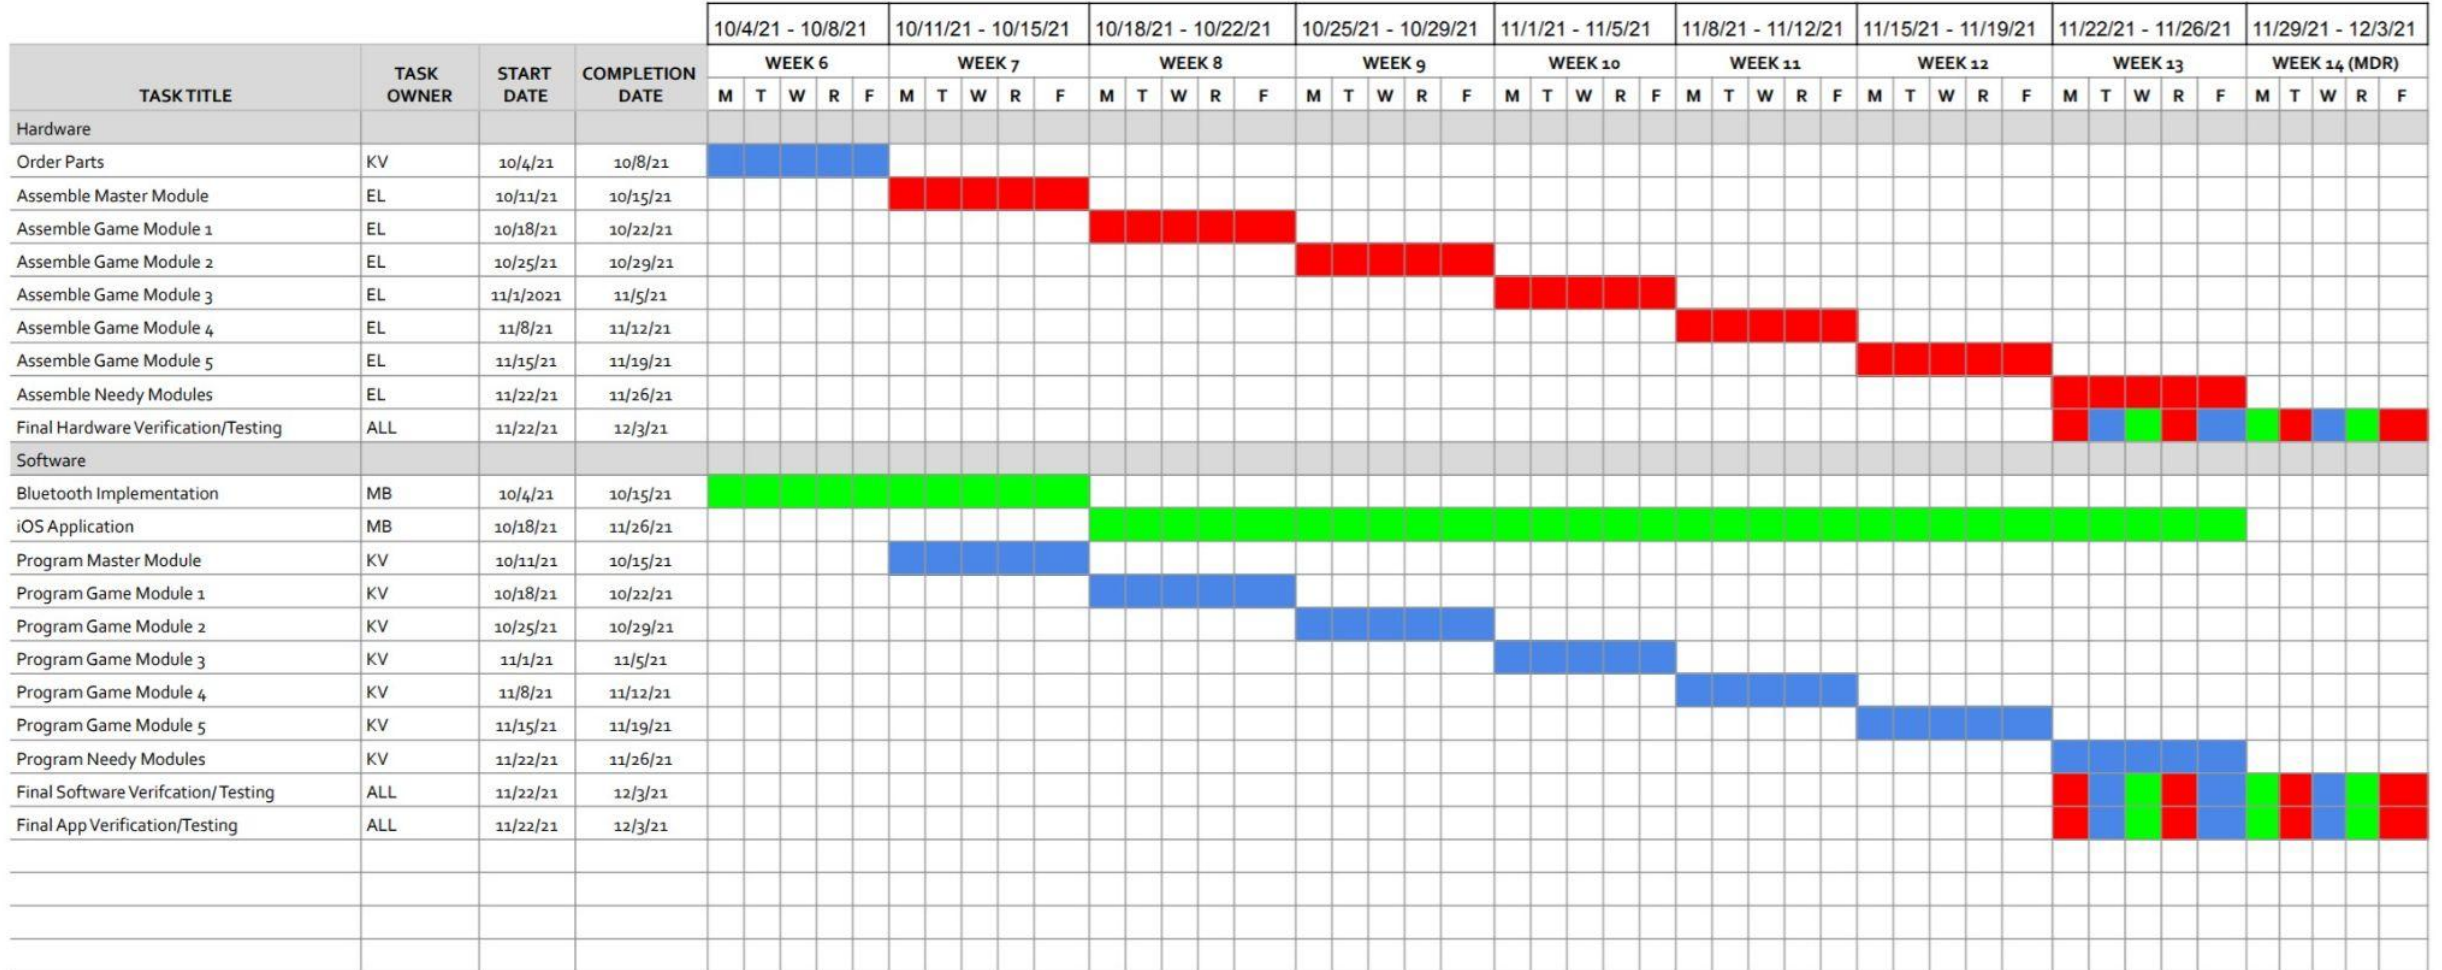 10/4/21 - 10/8/21 10/11/21 - 10/15/21 10/18/21 - 10/22/21 10/25/21 - 10/29/21 11/1/21 - 11/5/21 11/8/21 - 11/12/21 11/15/21 - 11/19/21 11/22/21 - 11/26/21 11/29/21 - 12/3/21
WEEK 6 WEEK 7 WEEK 8 WEEK 9 WEEK 10 WEEK 11 WEEK 12 WEEK 13 WEEK 14 (MDR)
TASK TITLE TASK OWNER START DATE COMPLETION DATE M T W R F M T W R F M T W R F M T W R F M T W R F M T W R F M T W R F M T W R F M T W R F
Hardware
Order Parts KV 10/4/21 10/8/21
Assemble Master Module EL 10/11/21 10/15/21
Assemble Game Module 1 EL 10/18/21 10/22/21
Assemble Game Module 2 EL 10/25/21 10/29/21
Assemble Game Module 3 EL 11/1/2021 11/5/21
Assemble Game Module 4 EL 11/8/21 11/12/21
Assemble Game Module 5 EL 11/15/21 11/19/21
Assemble Needy Modules EL 11/22/21 11/26/21
Final Hardware Verification/Testing ALL 11/22/21 12/3/21
Software
Bluetooth Implementation MB 10/4/21 10/15/21
iOS Application MB 10/18/21 11/26/21
Program Master Module KV 10/11/21 10/15/21
Program Game Module 1 KV 10/18/21 10/22/21
Program Game Module 2 KV 10/25/21 10/29/21
Program Game Module 3 KV 11/1/21 11/5/21
Program Game Module 4 KV 11/8/21 11/12/21
Program Game Module 5 KV 11/15/21 11/19/21
Program Needy Modules KV 11/22/21 11/26/21
Final Software Verifcation/Testing ALL 11/22/21 12/3/21
Final App Verification/Testing ALL 11/22/21 12/3/21